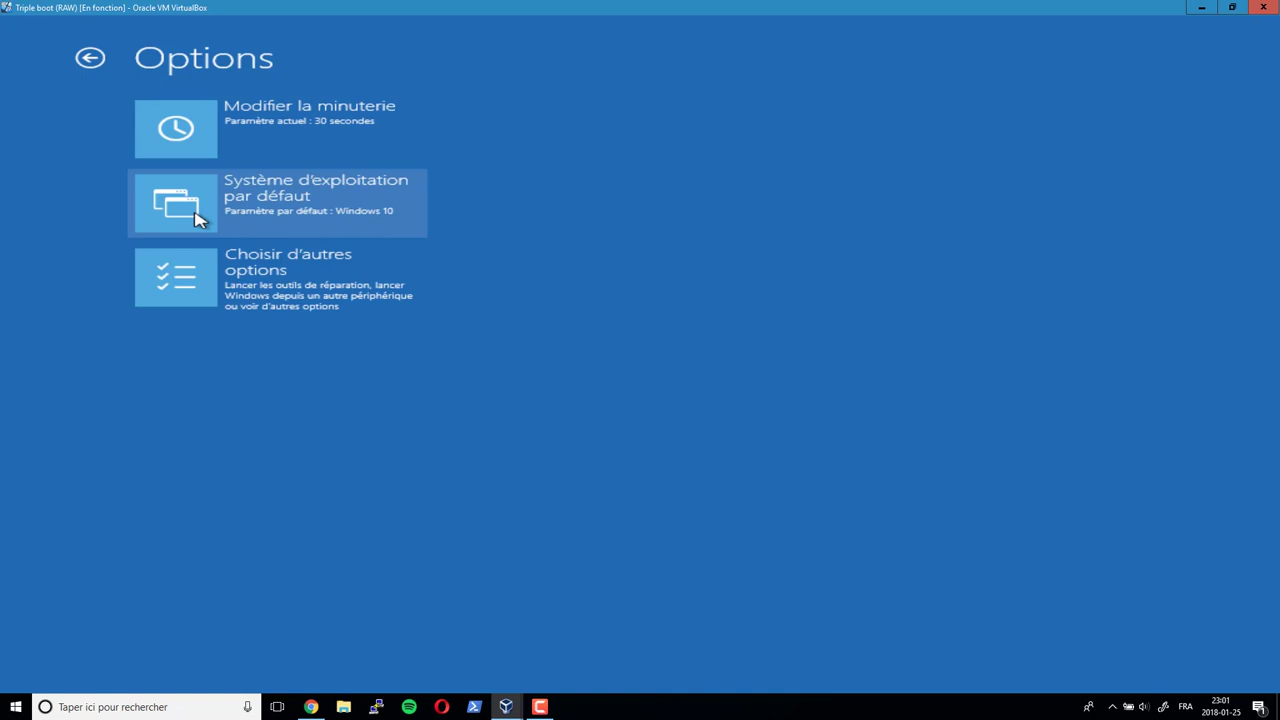 Triple boot (RAW) [En fonction] - Oracle VM VirtualBox
Options
Modifier la minuterie
Paramètre actuel : 30 secondes
Système d'exploitation
par défaut
Paramètre par défaut : Windows 10
Choisir d'autres
options
Lancer les outils de réparation, lancer
Windows depuis un autre périphérique
ou voir d'autres options
Taper ici pour rechercher
FRA
23:01
2018-01-25
1